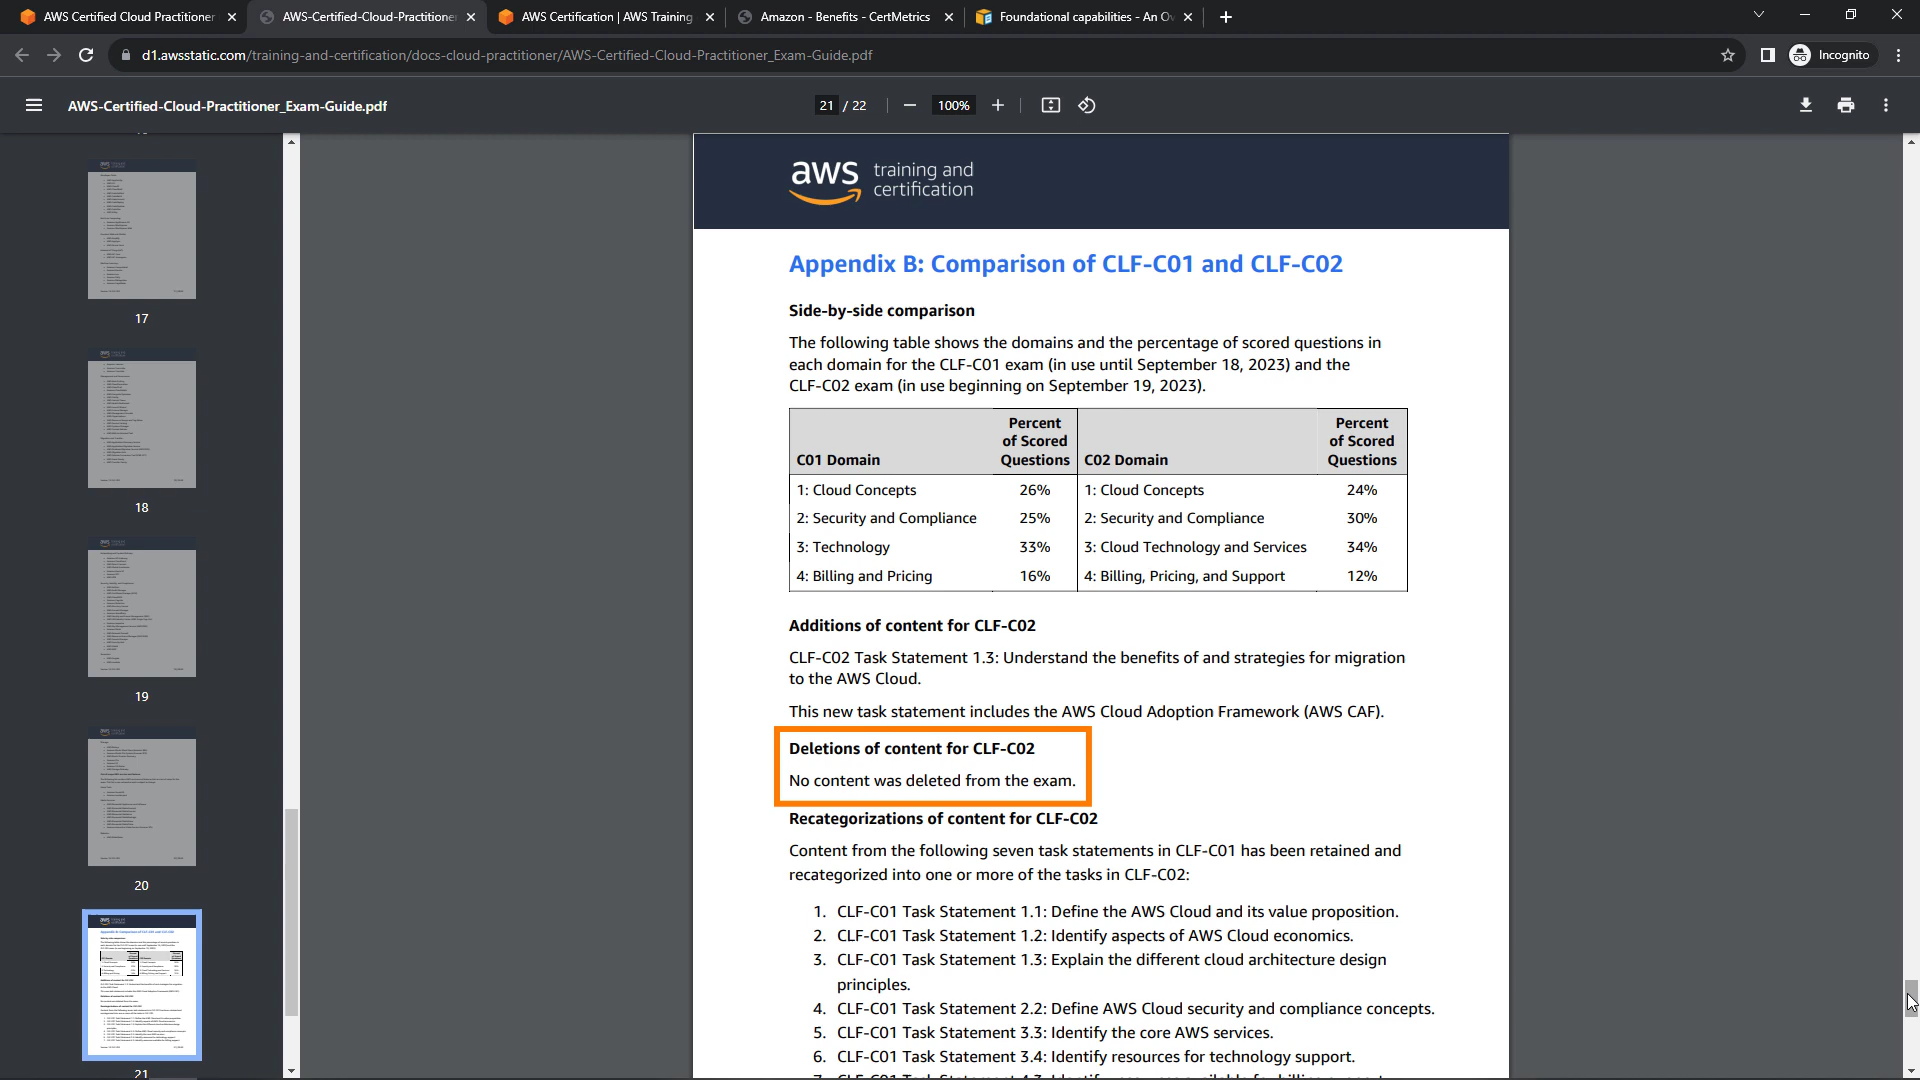 AWS Certified Cloud Practitioner
AWS-Certified-Cloud-Practitioner
AWS Certification | AWS Training
Amazon - Benefits - CertMetrics
Foundational capabilities - An Ov
d1.awsstatic.com/training-and-certification/docs-cloud-practitioner/AWS-Certified-Cloud-Practitioner_Exam-Guide.pdf
Incognito
AWS-Certified-Cloud-Practitioner_Exam-Guide.pdf
21 / 22
100%
17
18
19
20
21
aws training and certification
Appendix B: Comparison of CLF-C01 and CLF-C02
Side-by-side comparison
The following table shows the domains and the percentage of scored questions in
each domain for the CLF-C01 exam (in use until September 18, 2023) and the
CLF-C02 exam (in use beginning on September 19, 2023).
C01 Domain Percent of Scored Questions C02 Domain Percent of Scored Questions
1: Cloud Concepts 26% 1: Cloud Concepts 24%
2: Security and Compliance 25% 2: Security and Compliance 30%
3: Technology 33% 3: Cloud Technology and Services 34%
4: Billing and Pricing 16% 4: Billing, Pricing, and Support 12%
Additions of content for CLF-C02
CLF-C02 Task Statement 1.3: Understand the benefits of and strategies for migration
to the AWS Cloud.
This new task statement includes the AWS Cloud Adoption Framework (AWS CAF).
Deletions of content for CLF-C02
No content was deleted from the exam.
Recategorizations of content for CLF-C02
Content from the following seven task statements in CLF-C01 has been retained and
recategorized into one or more of the tasks in CLF-C02:
1. CLF-C01 Task Statement 1.1: Define the AWS Cloud and its value proposition.
2. CLF-C01 Task Statement 1.2: Identify aspects of AWS Cloud economics.
3. CLF-C01 Task Statement 1.3: Explain the different cloud architecture design
principles.
4. CLF-C01 Task Statement 2.2: Define AWS Cloud security and compliance concepts.
5. CLF-C01 Task Statement 3.3: Identify the core AWS services.
6. CLF-C01 Task Statement 3.4: Identify resources for technology support.